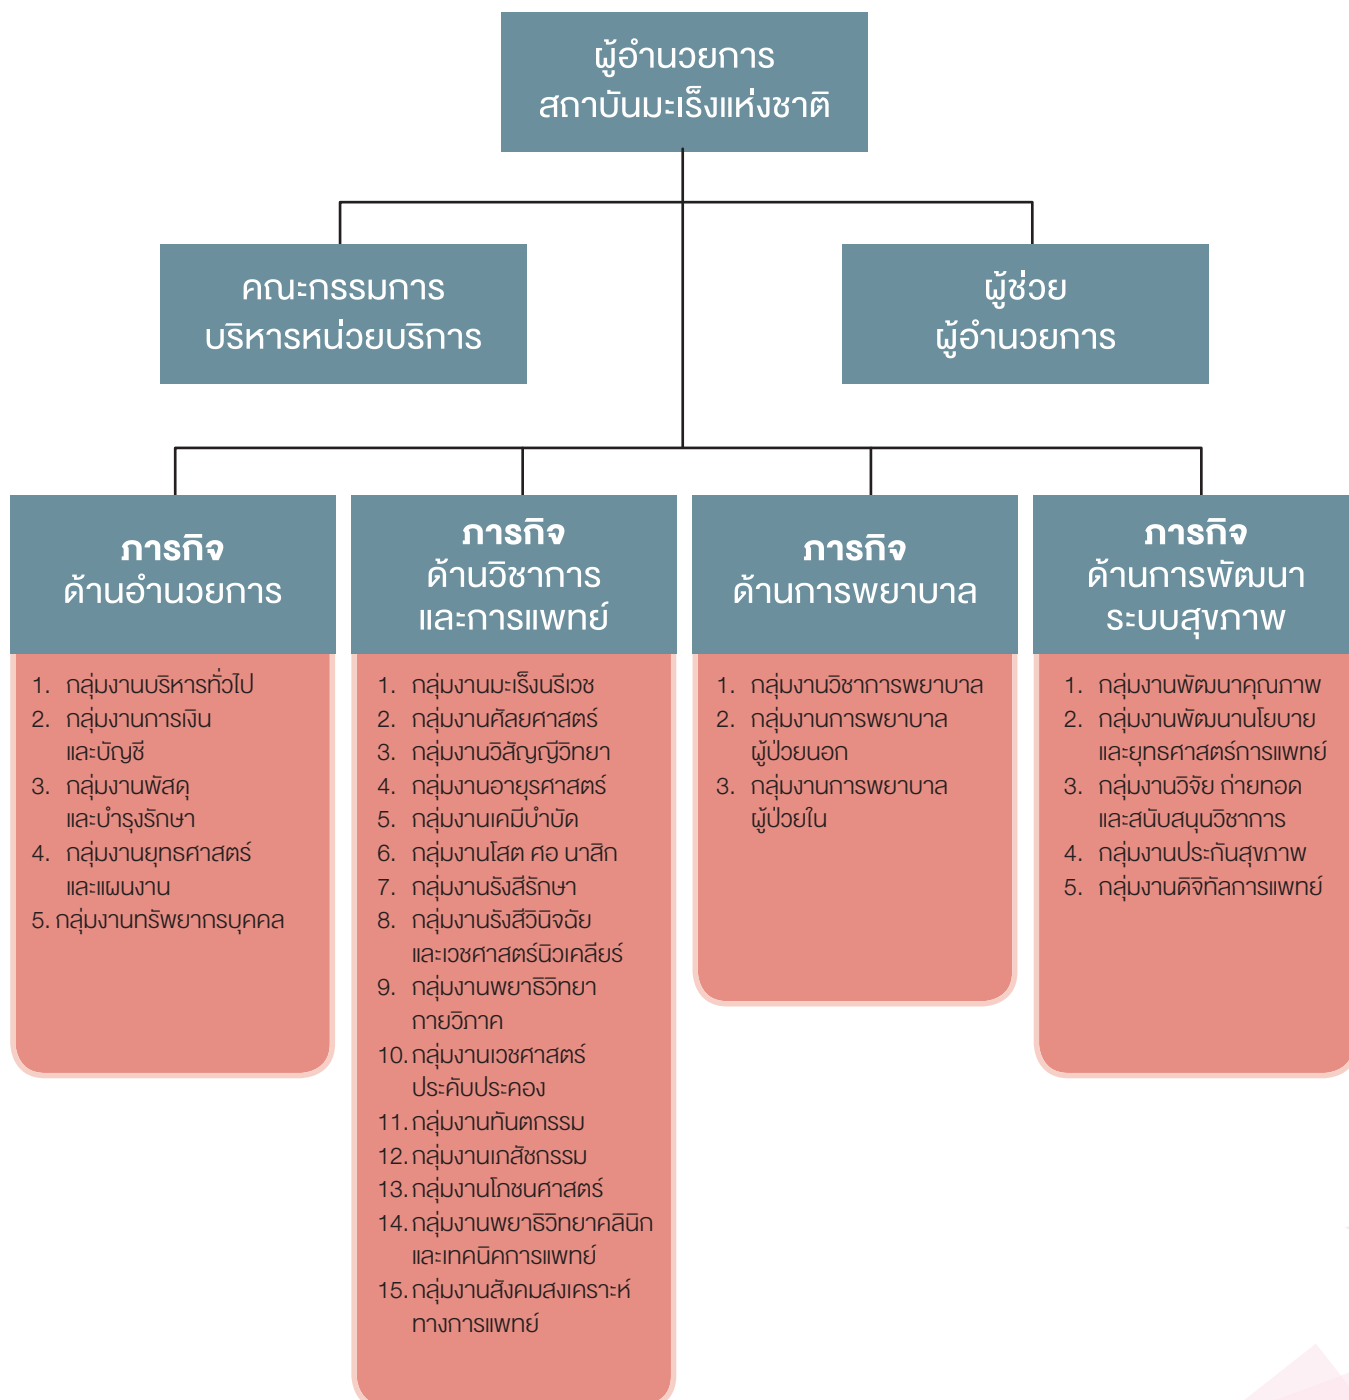 ผู้อำนวยการ
สถาบันมะเร็งแห่งชาติ
คณะกรรมการ
บริหารหน่วยบริการ
ผู้ช่วย
ผู้อำนวยการ
ภารกิจ
ด้านอำนวยการ
1. กลุ่มงานบริหารทั่วไป
2. กลุ่มงานการเงิน
และบัญชี
3. กลุ่มงานพัสดุ
และบำรุงรักษา
4. กลุ่มงานยุทธศาสตร์
และแผนงาน
5. กลุ่มงานทรัพยากรบุคคล
ภารกิจ
ด้านวิชาการ
และการแพทย์
1. กลุ่มงานมะเร็งนรีเวช
2. กลุ่มงานศัลยศาสตร์
3. กลุ่มงานวิสัญญีวิทยา
4. กลุ่มงานอายุรศาสตร์
5. กลุ่มงานเคมีบำบัด
6. กลุ่มงานโสต ศอ นาสิก
7. กลุ่มงานรังสีรักษา
8. กลุ่มงานรังสีวินิจฉัย
และเวชศาสตร์นิวเคลียร์
9. กลุ่มงานพยาธิวิทยา
กายวิภาค
10. กลุ่มงานเวชศาสตร์
ประคับประคอง
11. กลุ่มงานทันตกรรม
12. กลุ่มงานเภสัชกรรม
13. กลุ่มงานโภชนศาสตร์
14. กลุ่มงานพยาธิวิทยาคลินิก
และเทคนิคการแพทย์
15. กลุ่มงานสังคมสงเคราะห์
ทางการแพทย์
ภารกิจ
ด้านการพยาบาล
1. กลุ่มงานวิชาการพยาบาล
2. กลุ่มงานการพยาบาล
ผู้ป่วยนอก
3. กลุ่มงานการพยาบาล
ผู้ป่วยใน
ภารกิจ
ด้านการพัฒนา
ระบบสุขภาพ
1. กลุ่มงานพัฒนาคุณภาพ
2. กลุ่มงานพัฒนานโยบาย
และยุทธศาสตร์การแพทย์
3. กลุ่มงานวิจัย ถ่ายทอด
และสนับสนุนวิชาการ
4. กลุ่มงานประกันสุขภาพ
5. กลุ่มงานดิจิทัลการแพทย์